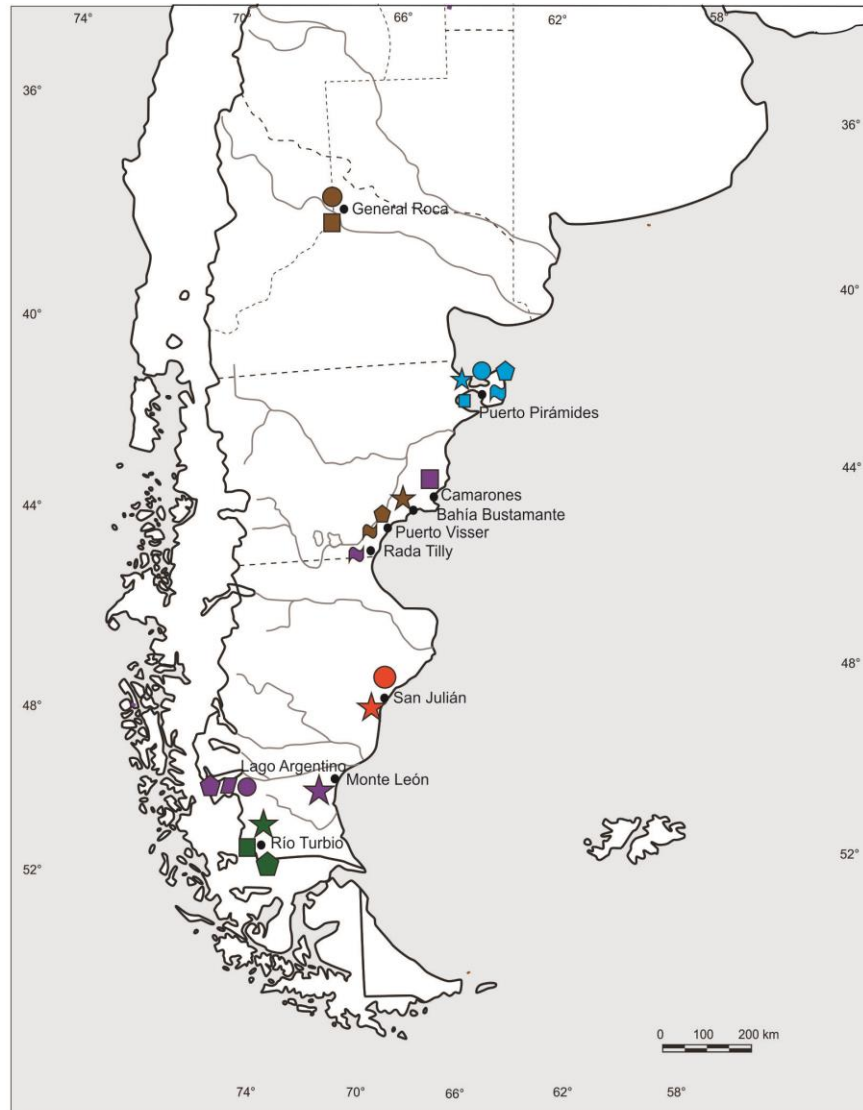 74°
70°
66°
62°
58°
36°
36°
General Roca
40°
40°
Puerto Pirámides
44°
Camarones
44°
Bahía Bustamante
Puerto Visser
Rada Tilly
48°
San Julián
48°
Lago Argentino
Monte León
Río Turbio
52°
52°
0 100 200 km
74°
70°
66°
62°
58°